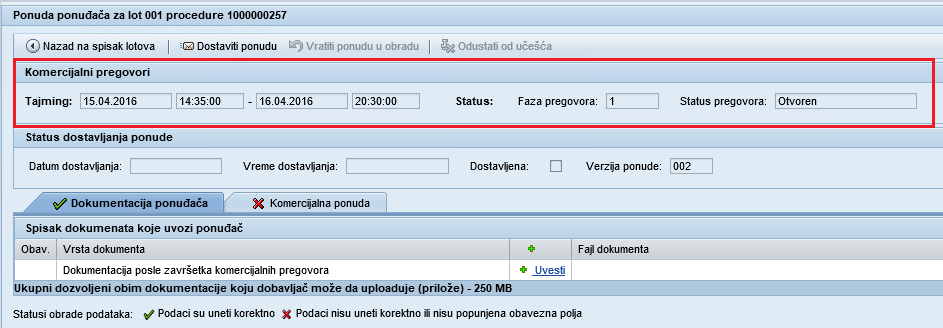 Ponuda ponuđača za lot 001 procedure 1000000257
Nazad na spisak lotova Dostaviti ponudu Vratiti ponudu u obradu Odustati od učešća
Komercijalni pregovori
Tajming: 15.04.2016 14:35:00 - 16.04.2016 20:30:00 Status: Faza pregovora: 1 Status pregovora: Otvoren
Status dostavljanja ponude
Datum dostavljanja: Vreme dostavljanja: Dostavljena: Verzija ponude: 002
Dokumentacija ponuđača Komercijalna ponuda
Spisak dokumenata koje uvozi ponuđač
Obav. Vrsta dokumenta Fajl dokumenta
Dokumentacija posle završetka komercijalnih pregovora Uvesti
Ukupni dozvoljeni obim dokumentacije koju dobavljač može da uploaduje (prilože) - 250 MB
Statusi obrade podataka: Podaci su uneti korektno Podaci nisu uneti korektno ili nisu popunjena obavezna polja